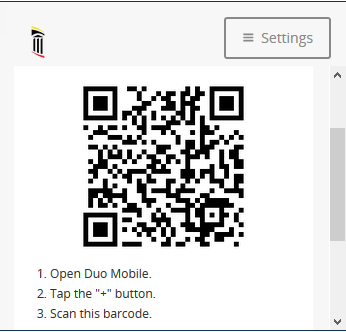 Settings
1. Open Duo Mobile.
2. Tap the "+" button.
3. Scan this barcode.